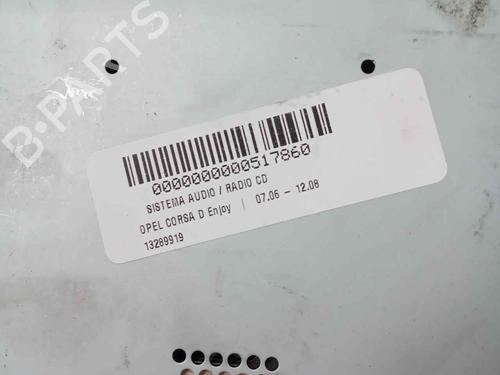 B-PARTS
0000000000517860
SISTEMA AUDIO / RADIO CD
OPEL CORSA D Enjoy | 07.06 - 12.08
13289919